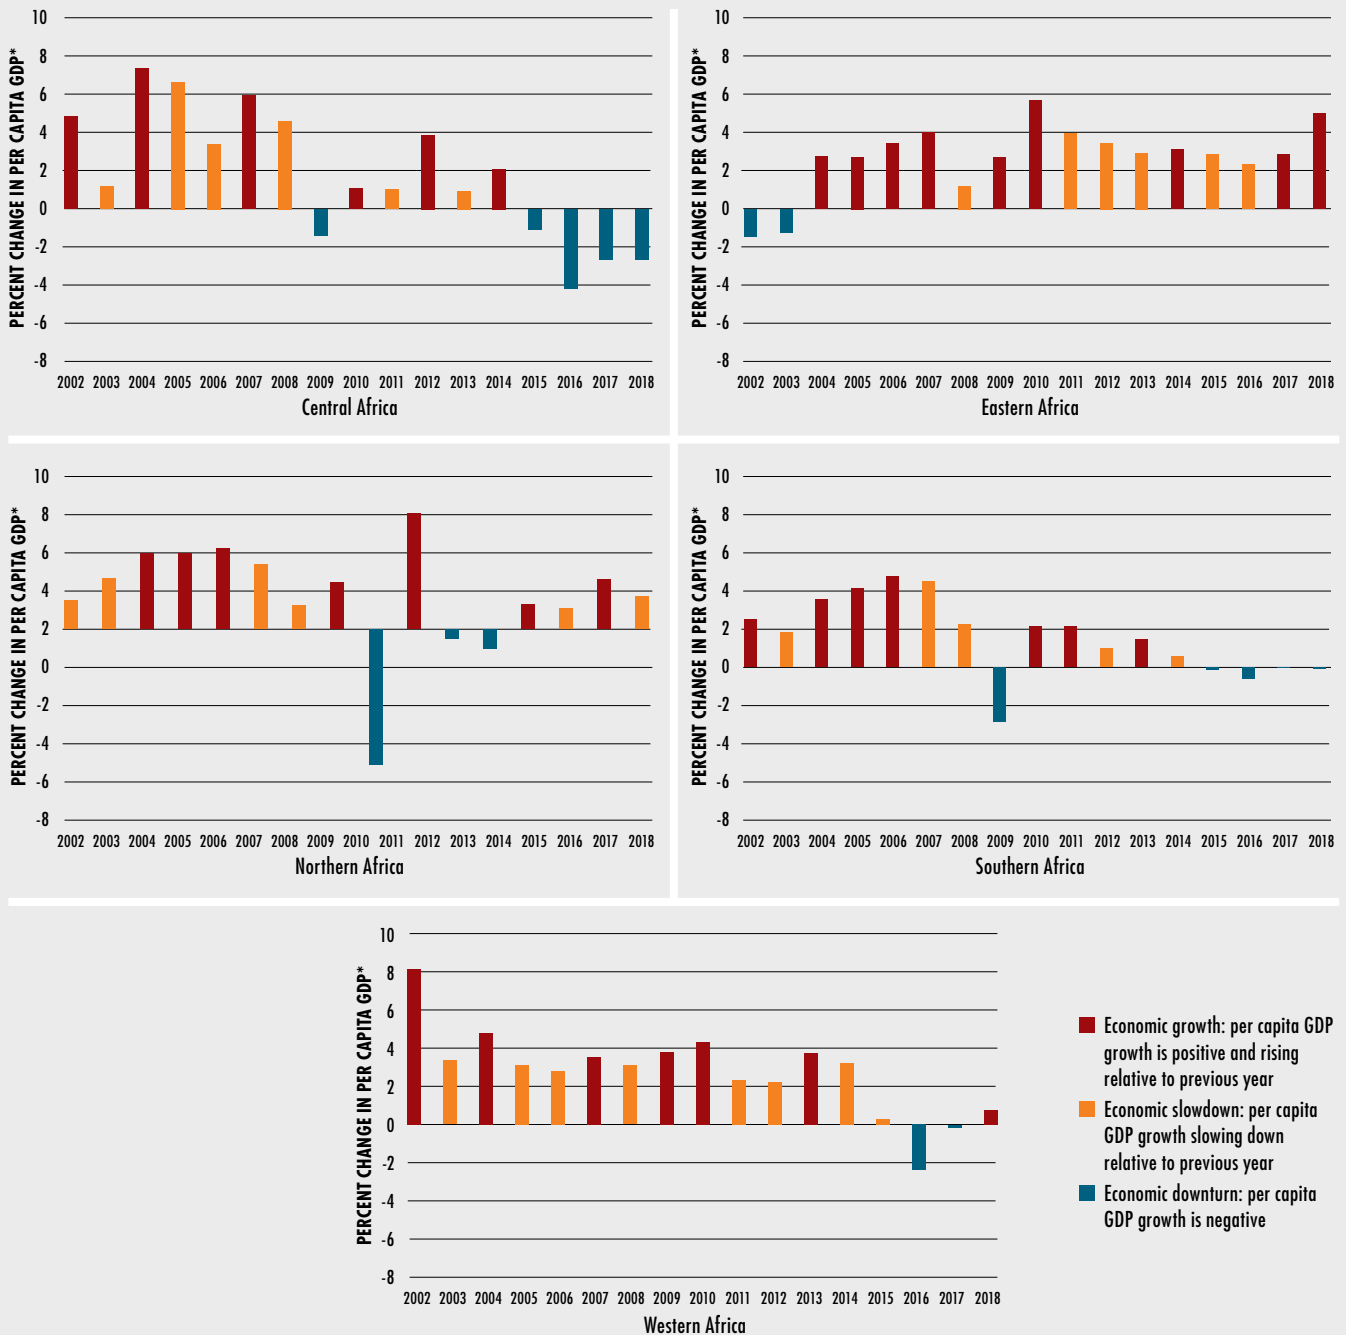 PERCENT CHANGE IN PER CAPITA GDP*
10
8
6
4
2
0
-2
-4
-6
-8
2002 2003 2004 2005 2006 2007 2008 2009 2010 2011 2012 2013 2014 2015 2016 2017 2018
Central Africa
PERCENT CHANGE IN PER CAPITA GDP*
10
8
6
4
2
0
-2
-4
-6
-8
2002 2003 2004 2005 2006 2007 2008 2009 2010 2011 2012 2013 2014 2015 2016 2017 2018
Eastern Africa
PERCENT CHANGE IN PER CAPITA GDP*
10
8
6
4
2
0
-2
-4
-6
-8
2002 2003 2004 2005 2006 2007 2008 2009 2010 2011 2012 2013 2014 2015 2016 2017 2018
Northern Africa
PERCENT CHANGE IN PER CAPITA GDP*
10
8
6
4
2
0
-2
-4
-6
-8
2002 2003 2004 2005 2006 2007 2008 2009 2010 2011 2012 2013 2014 2015 2016 2017 2018
Southern Africa
PERCENT CHANGE IN PER CAPITA GDP*
10
8
6
4
2
0
-2
-4
-6
-8
2002 2003 2004 2005 2006 2007 2008 2009 2010 2011 2012 2013 2014 2015 2016 2017 2018
Western Africa
Economic growth: per capita GDP
growth is positive and rising
relative to previous year
Economic slowdown: per capita
GDP growth slowing down
relative to previous year
Economic downturn: per capita
GDP growth is negative